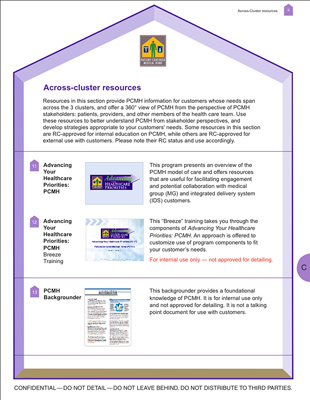 Across-Cluster resources
PATIENT-CENTERED
MEDICAL HOME
Across-cluster resources
Resources in this section provide PCMH information for customers whose needs span
across the 3 clusters, and offer a 360° view of PCMH from the perspective of PCMH
stakeholders: patients, providers, and other members of the health care team. Use
these resources to better understand PCMH from stakeholder perspectives, and
develop strategies appropriate to your customers' needs. Some resources in this section
are RC-approved for internal education on PCMH, while others are RC-approved for
external use with customers. Please note their RC status and use accordingly.
11
Advancing
Your
Healthcare
Priorities:
PCMH
Advancing
HEALTHCARE
PRIORITIES
This program presents an overview of the
PCMH model of care and offers resources
that are useful for facilitating engagement
and potential collaboration with medical
group (MG) and integrated delivery system
(IDS) customers.
12
Advancing
Your
Healthcare
Priorities:
PCMH
Breeze
Training
This "Breeze" training takes you through the
components of Advancing Your Healthcare
Priorities: PCMH. An approach is offered to
customize use of program components to fit
your customer's needs.
For internal use only — not approved for detailing.
C
13
PCMH
Backgrounder
This backgrounder provides a foundational
knowledge of PCMH. It is for internal use only
and not approved for detailing. It is not a talking
point document for use with customers.
CONFIDENTIAL—DO NOT DETAIL—DO NOT LEAVE BEHIND. DO NOT DISTRIBUTE TO THIRD PARTIES.